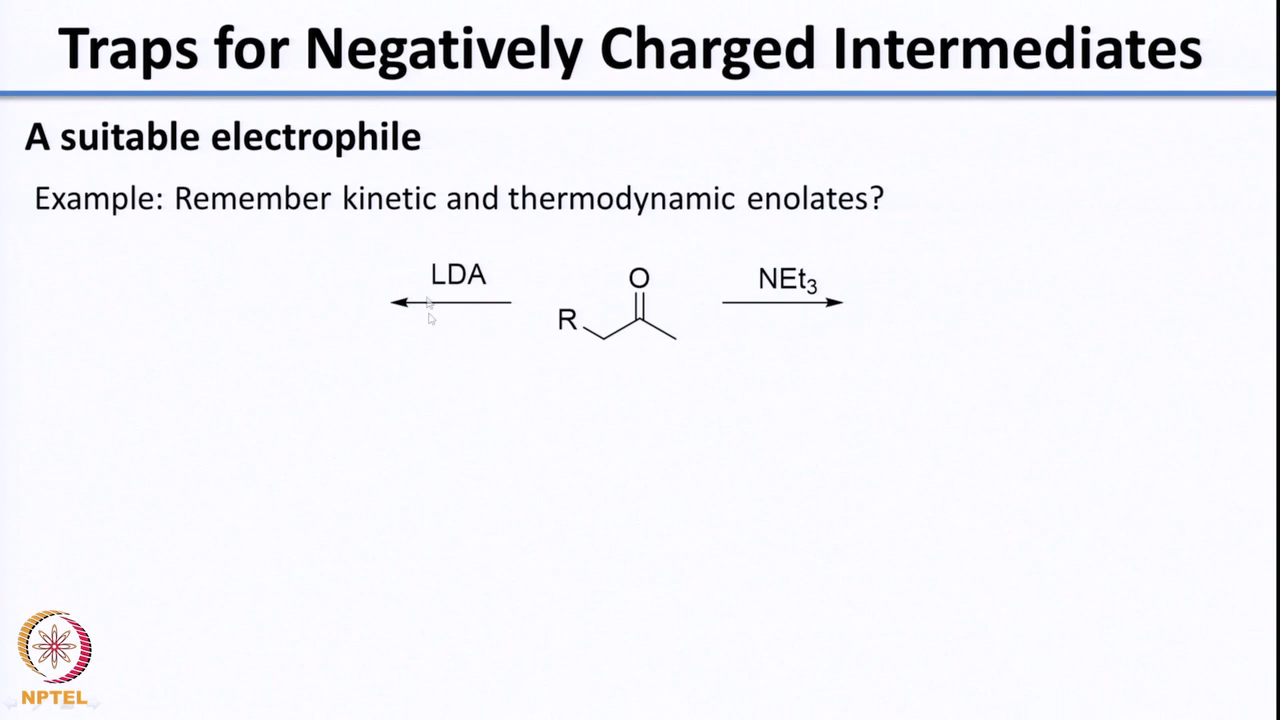 Traps for Negatively Charged Intermediates
A suitable electrophile
Example: Remember kinetic and thermodynamic enolates?
LDA
O
NEt₃
R
NPTEL